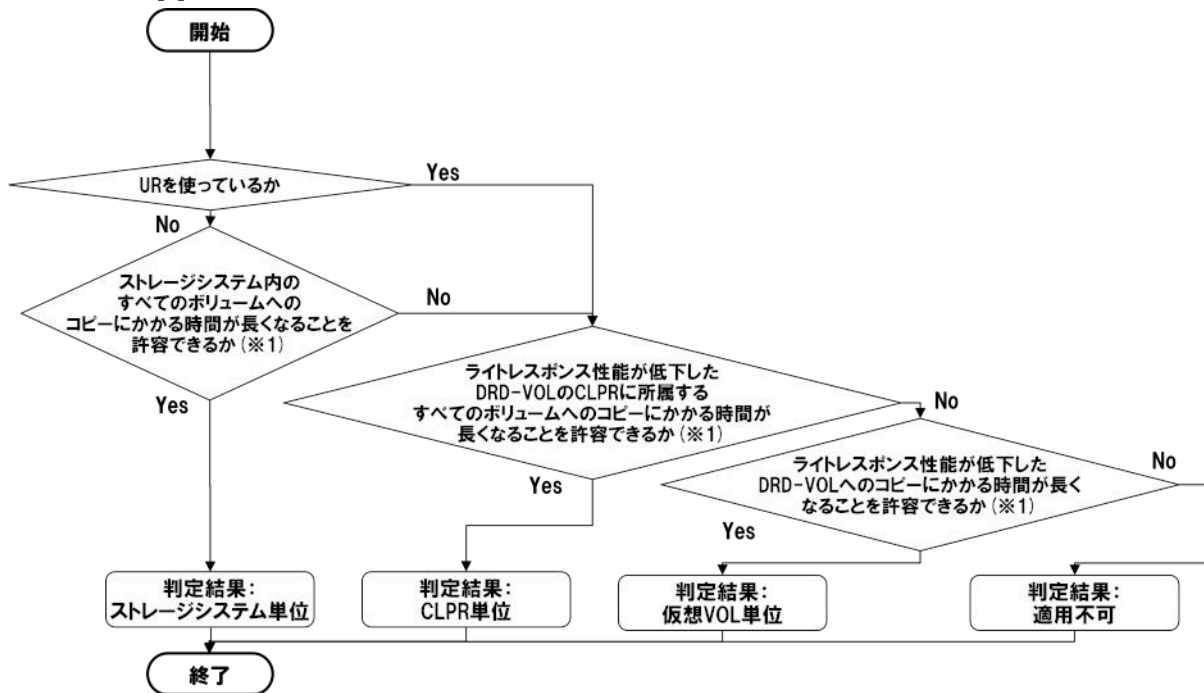 開始
URを使っているか
Yes
No
ストレージシステム内の
すべてのボリュームへの
コピーにかかる時間が長くなることを
許容できるか(※1)
No
Yes
ライトレスポンス性能が低下した
DRD-VOLのCLPRに所属する
すべてのボリュームへのコピーにかかる時間が
長くなることを許容できるか(※1)
No
Yes
ライトレスポンス性能が低下した
DRD-VOLへのコピーにかかる時間が長く
なることを許容できるか(※1)
No
Yes
判定結果:
ストレージシステム単位
判定結果:
CLPR単位
判定結果:
仮想VOL単位
判定結果:
適用不可
終了